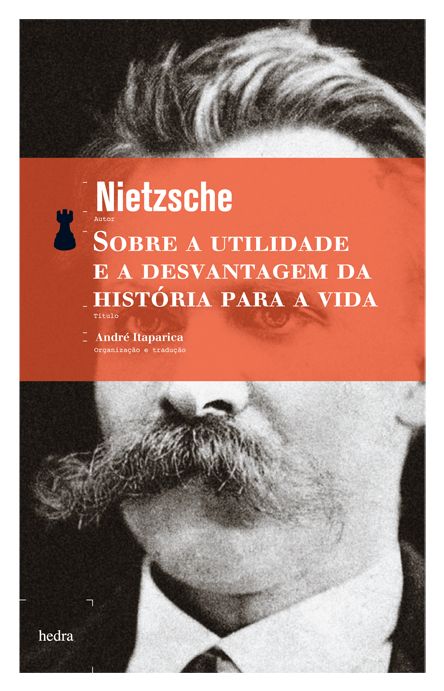 Nietzsche
Autor
Sobre a utilidade
e a desvantagem da
história para a vida
Título
André Itaparica
Organização e tradução
hedra